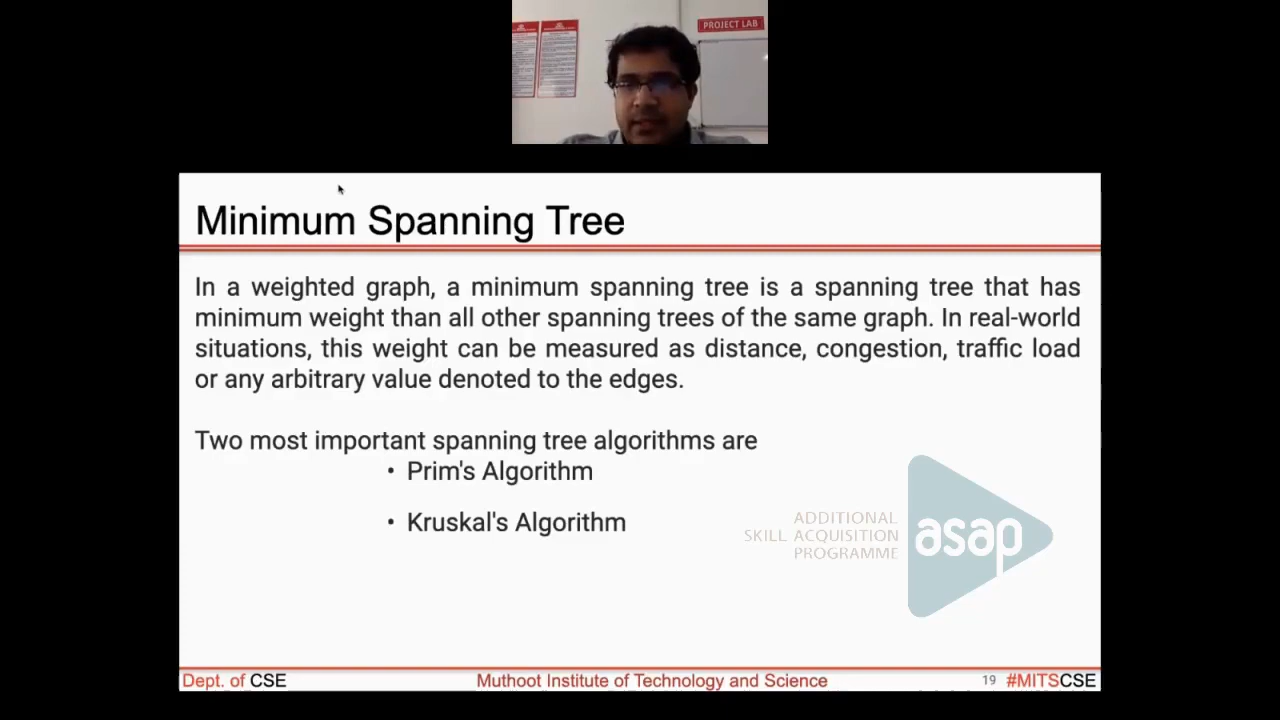 PROJECT LAB
Minimum Spanning Tree
In a weighted graph, a minimum spanning tree is a spanning tree that has
minimum weight than all other spanning trees of the same graph. In real-world
situations, this weight can be measured as distance, congestion, traffic load
or any arbitrary value denoted to the edges.
Two most important spanning tree algorithms are
• Prim's Algorithm
• Kruskal's Algorithm
ADDITIONAL
SKILL ACQUISITION
PROGRAMME
asap
Dept. of CSE
Muthoot Institute of Technology and Science
19
#MITSCSE